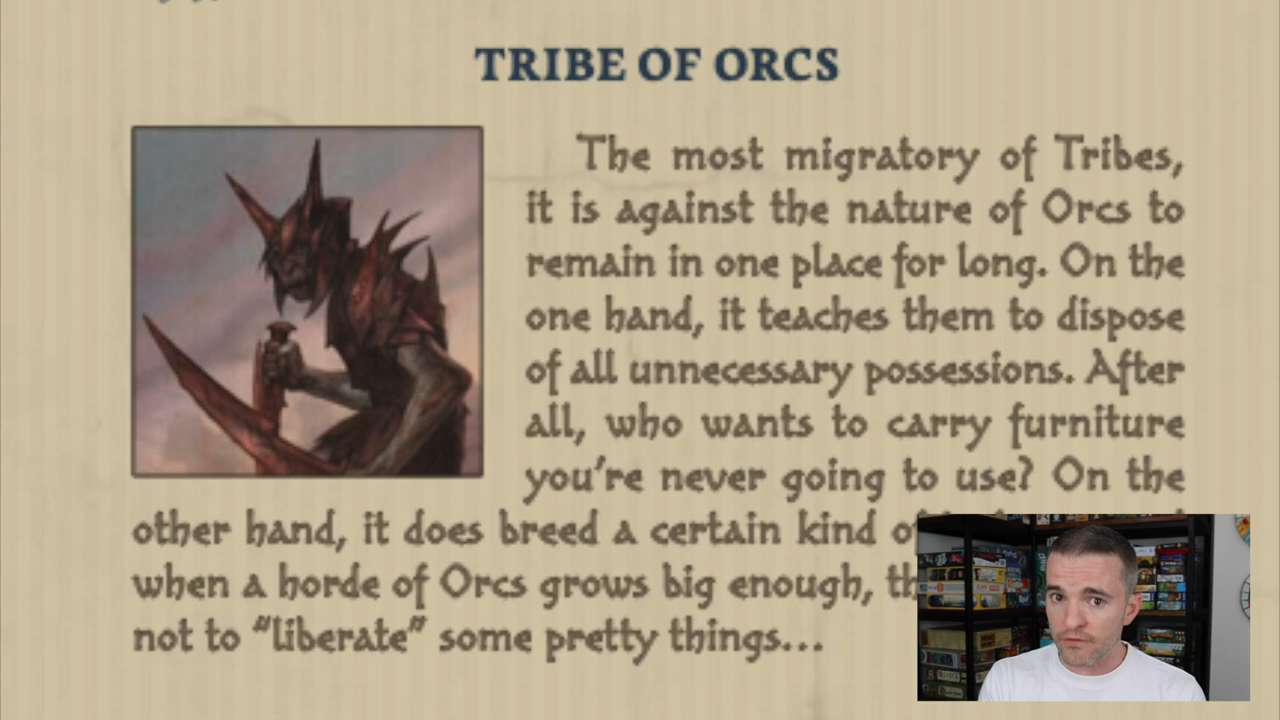 TRIBE OF ORCS
The most migratory of Tribes,
it is against the nature of Orcs to
remain in one place for long. On the
one hand, it teaches them to dispose
of all unnecessary possessions. After
all, who wants to carry furniture
you're never going to use? On the
other hand, it does breed a certain kind
when a horde of Orcs grows big enough,
not to "liberate" some pretty things...